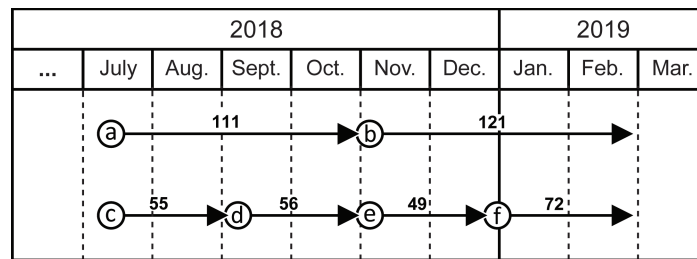 2018 2019
... July Aug. Sept. Oct. Nov. Dec. Jan. Feb. Mar.
a 111 b 121
c 55 d 56 e 49 f 72